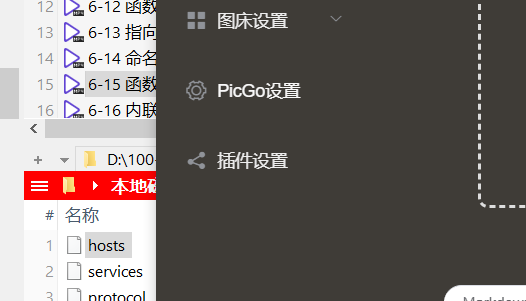 12 6-12 函数
13 6-13 指向
14 6-14 命名
15 6-15 函数
16 6-16 内联
D:\100-
本地磁
# 名称
1 hosts
2 services
3 protocol
图床设置
PicGo设置
插件设置
Markdown